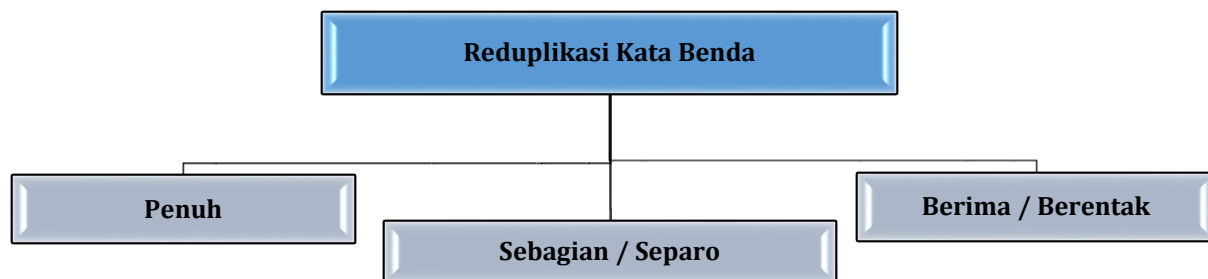 Reduplikasi Kata Benda
Penuh
Sebagian / Separo
Berima / Berentak